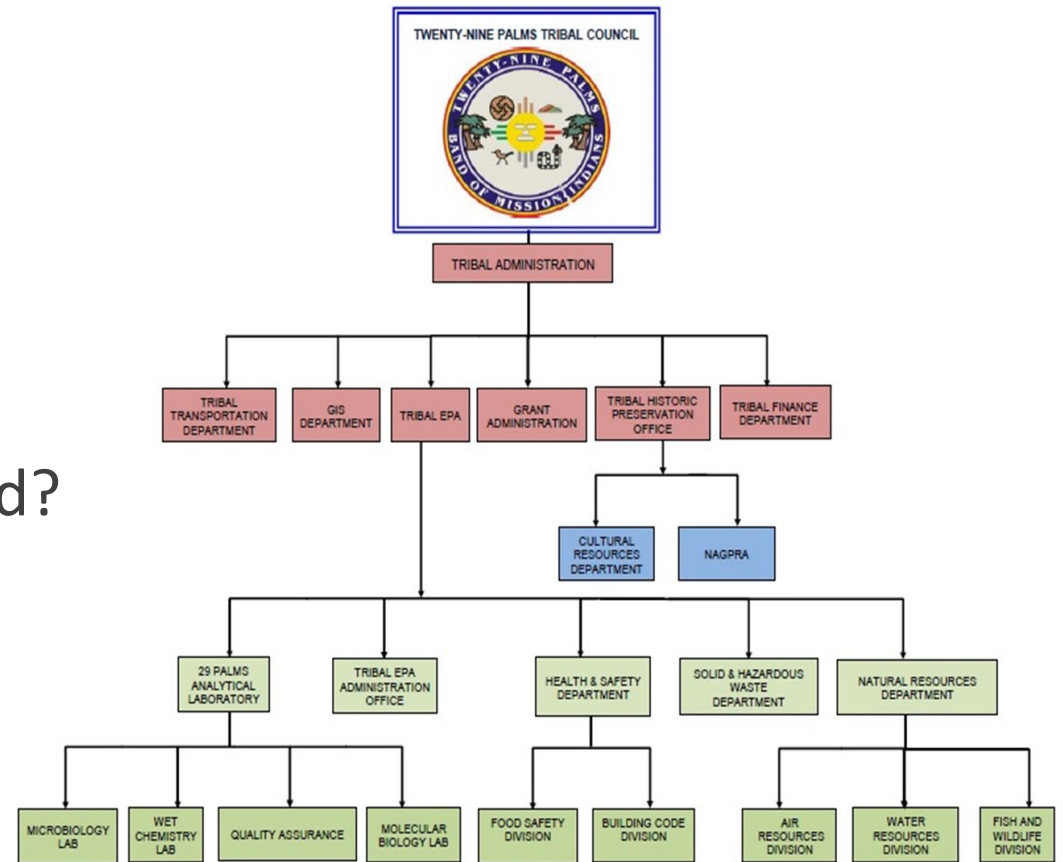 TWENTY-NINE PALMS TRIBAL COUNCIL
TWENTY-NINE PALMS
BAND OF MISSION INDIANS
TRIBAL ADMINISTRATION
TRIBAL
TRANSPORTATION
DEPARTMENT
GIS
DEPARTMENT
TRIBAL EPA
GRANT
ADMINISTRATION
TRIBAL HISTORIC
PRESERVATION
OFFICE
TRIBAL FINANCE
DEPARTMENT
d?
CULTURAL
RESOURCES
DEPARTMENT
NAGPRA
29 PALMS
ANALYTICAL
LABORATORY
TRIBAL EPA
ADMINISTRATION
OFFICE
HEALTH & SAFETY
DEPARTMENT
SOLID & HAZARDOUS
WASTE
DEPARTMENT
NATURAL RESOURCES
DEPARTMENT
MICROBIOLOGY
LAB
WET
CHEMISTRY
LAB
QUALITY ASSURANCE
MOLECULAR
BIOLOGY LAB
FOOD SAFETY
DIVISION
BUILDING CODE
DIVISION
AIR
RESOURCES
DIVISION
WATER
RESOURCES
DIVISION
FISH AND
WILDLIFE
DIVISION